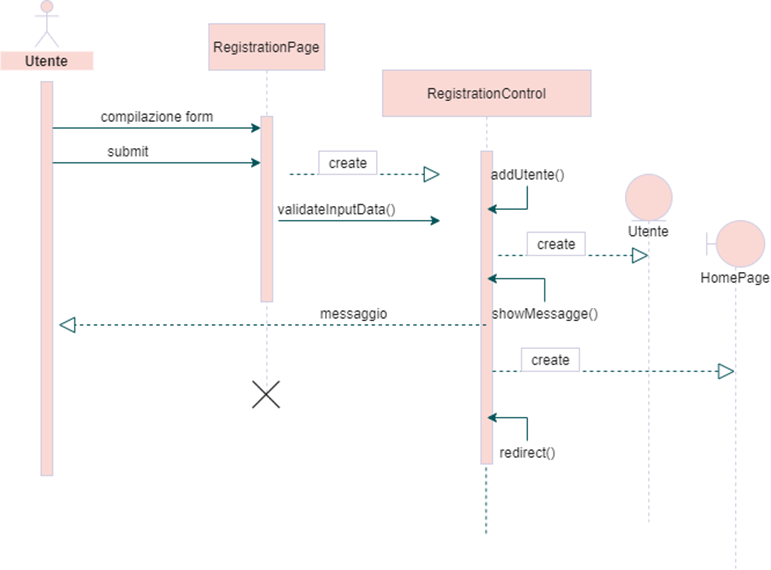 Utente
RegistrationPage
RegistrationControl
compilazione form
submit
create
addUtente()
validateInputData()
Utente
create
HomePage
messaggio
showMessagge()
create
redirect()